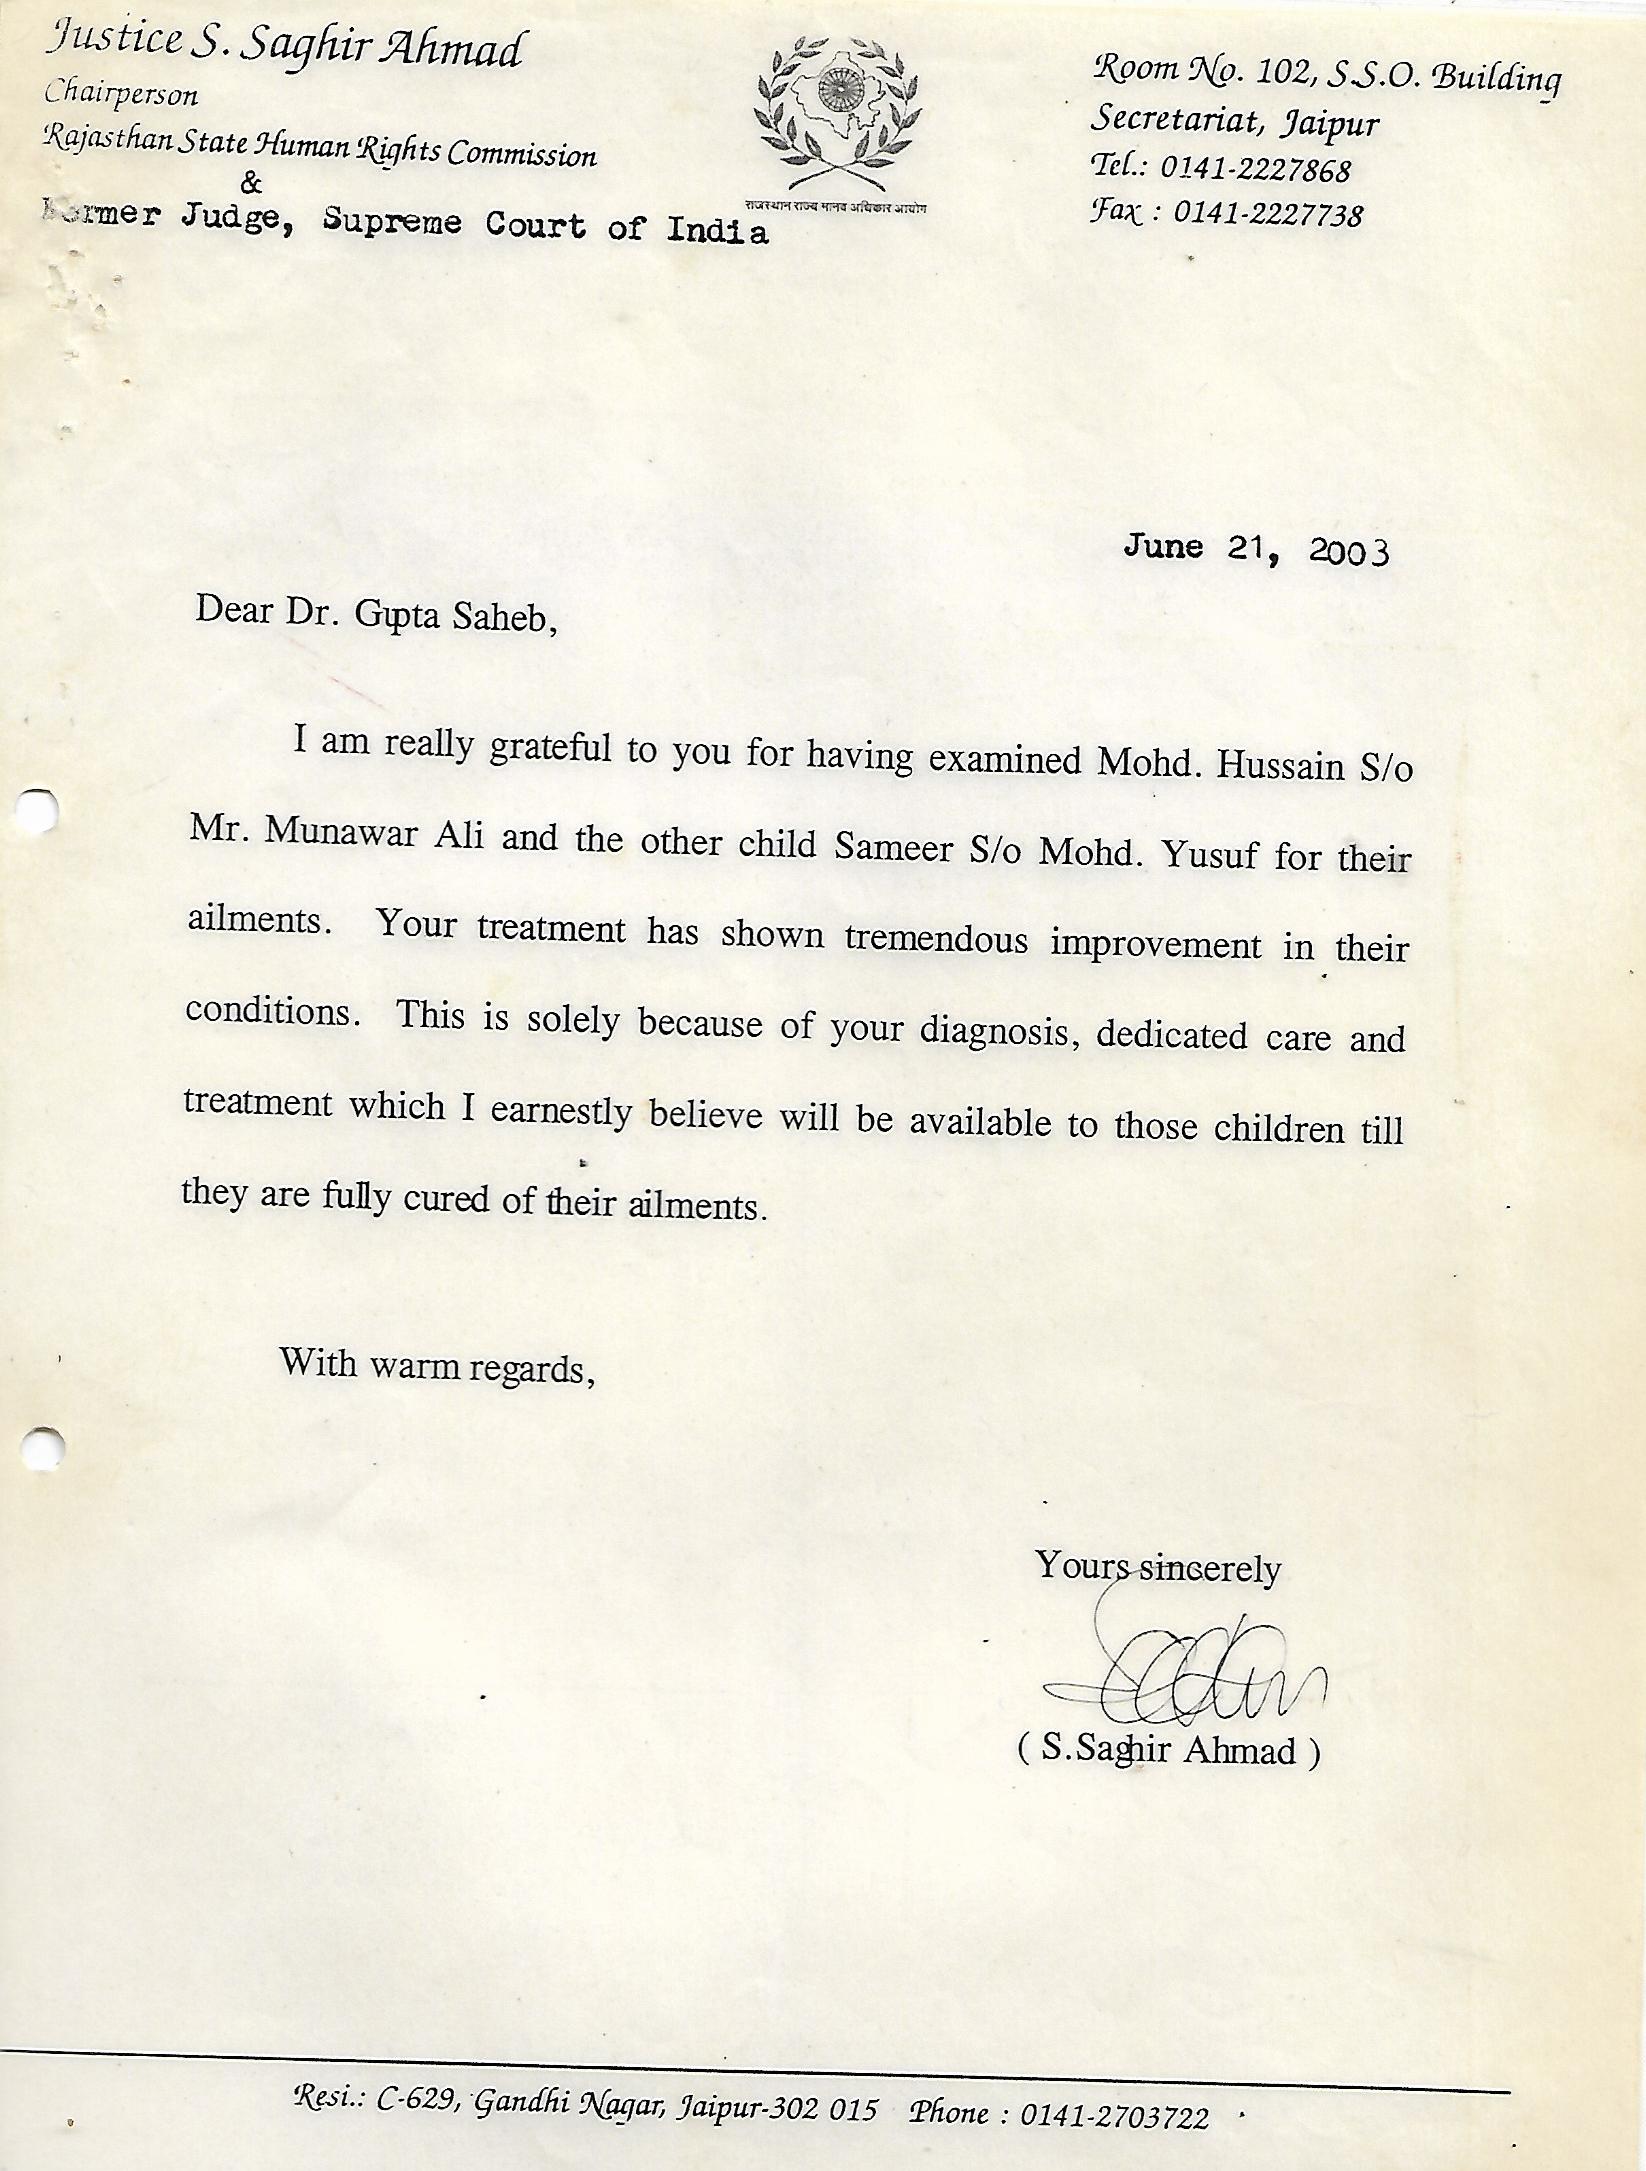 Justice S. Saghir Ahmad
Chairperson
Rajasthan State Human Rights Commission
&
Former Judge, Supreme Court of India
राजस्थान राज्य मानव अधिकार आयोग
Room No. 102, S.S.O. Building
Secretariat, Jaipur
Tel.: 0141-2227868
Fax : 0141-2227738
June 21, 2003
Dear Dr. Gupta Saheb,
I am really grateful to you for having examined Mohd. Hussain S/o
Mr. Munawar Ali and the other child Sameer S/o Mohd. Yusuf for their
ailments. Your treatment has shown tremendous improvement in their
conditions. This is solely because of your diagnosis, dedicated care and
treatment which I earnestly believe will be available to those children till
they are fully cured of their ailments.
With warm regards,
Yours sincerely
( S.Saghir Ahmad )
Resi.: C-629, Gandhi Nagar, Jaipur-302 015 Phone : 0141-2703722